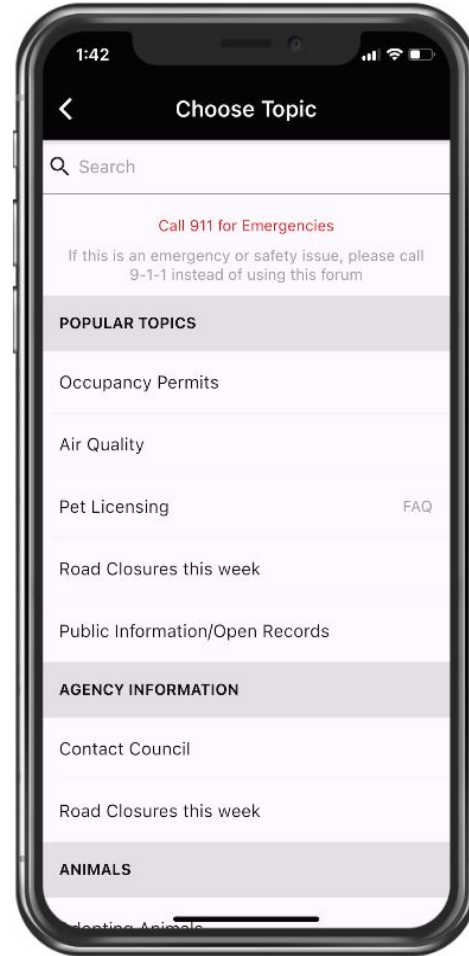 1:42
Choose Topic
Search
Call 911 for Emergencies
If this is an emergency or safety issue, please call
9-1-1 instead of using this forum
POPULAR TOPICS
Occupancy Permits
Air Quality
Pet Licensing FAQ
Road Closures this week
Public Information/Open Records
AGENCY INFORMATION
Contact Council
Road Closures this week
ANIMALS
Adopting Animals